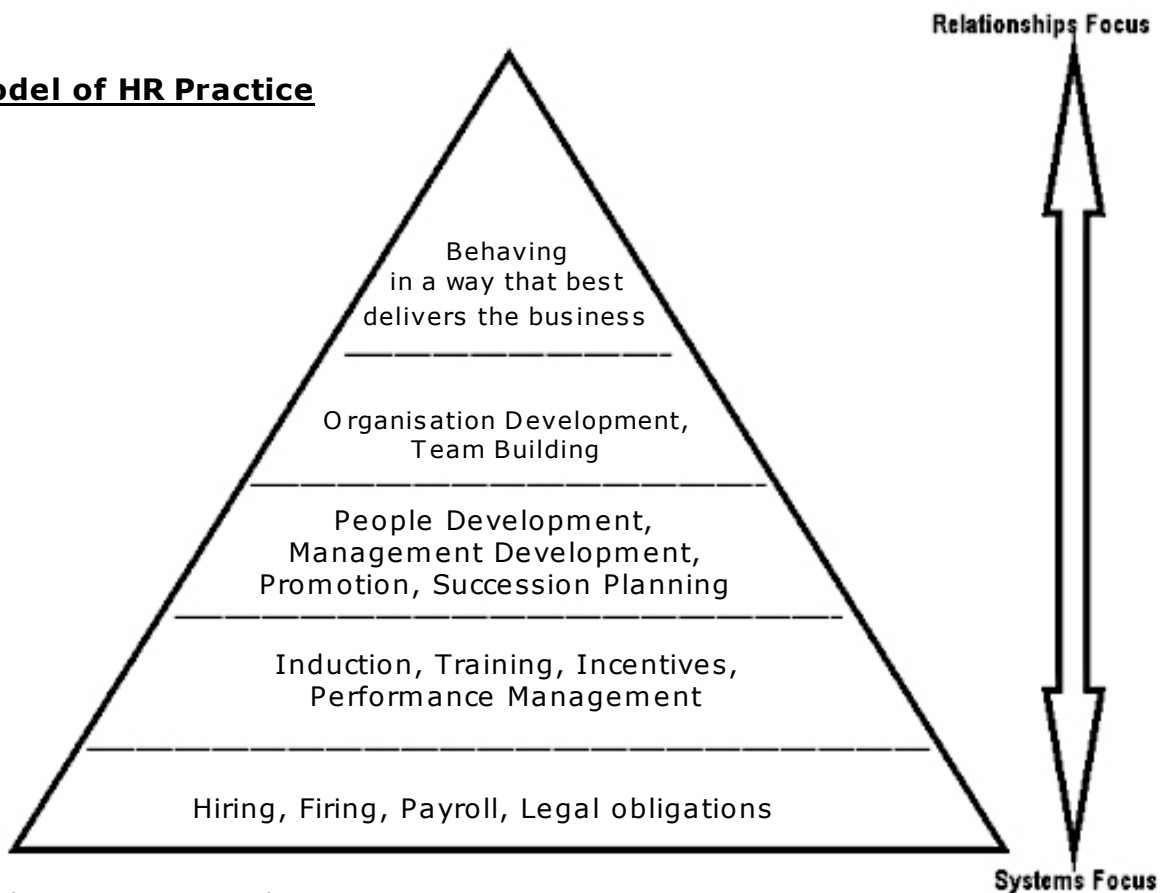 Relationships Focus
odel of HR Practice
Behaving
in a way that best
delivers the business
Organisation Development,
Team Building
People Development,
Management Development,
Promotion, Succession Planning
Induction, Training, Incentives,
Performance Management
Hiring, Firing, Payroll, Legal obligations
Systems Focus